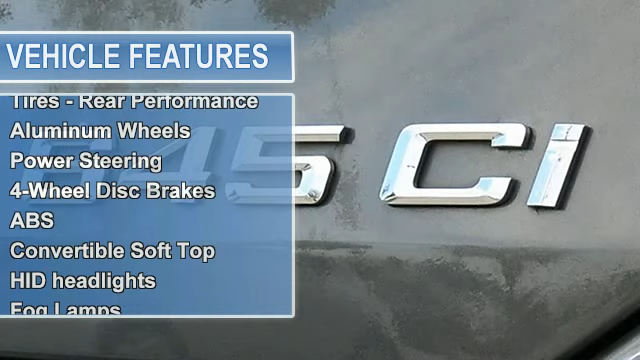 VEHICLE FEATURES
Tires - Rear Performance
Aluminum Wheels
Power Steering
4-Wheel Disc Brakes
ABS
Convertible Soft Top
HID headlights
Fog Lamps
645CI